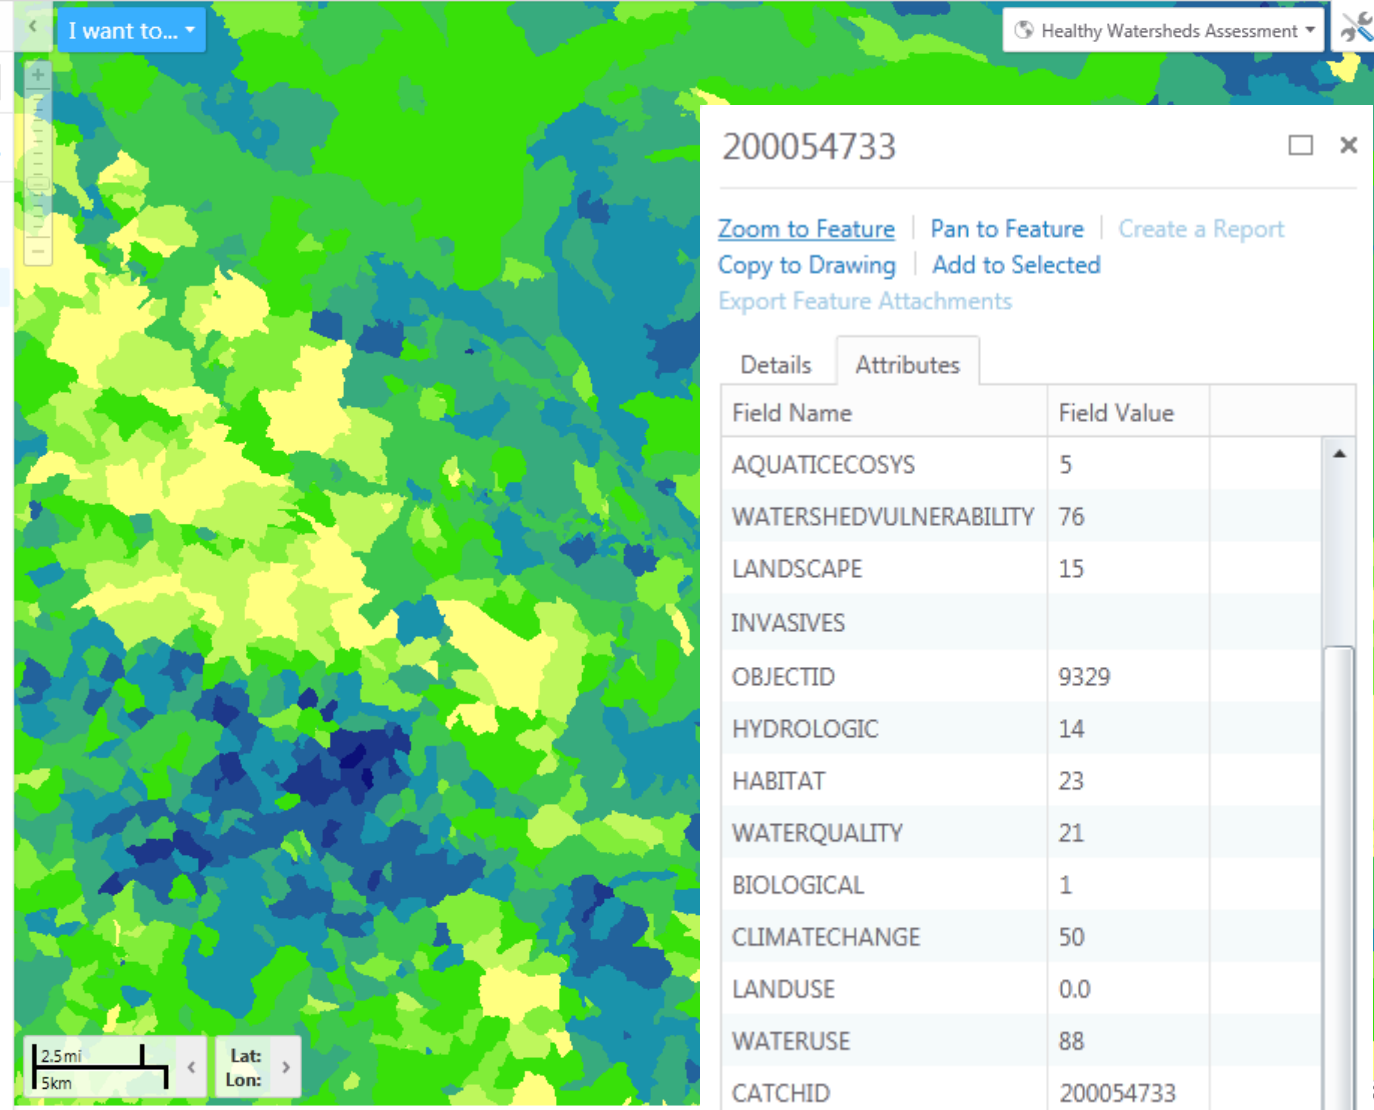 I want to...
Healthy Watersheds Assessment
200054733
Zoom to Feature Pan to Feature Create a Report
Copy to Drawing Add to Selected
Export Feature Attachments
Details Attributes
Field Name Field Value
AQUATICECOSYS 5
WATERSHEDVULNERABILITY 76
LANDSCAPE 15
INVASIVES
OBJECTID 9329
HYDROLOGIC 14
HABITAT 23
WATERQUALITY 21
BIOLOGICAL 1
CLIMATECHANGE 50
LANDUSE 0.0
WATERUSE 88
CATCHID 200054733
2.5mi
5km
Lat:
Lon: